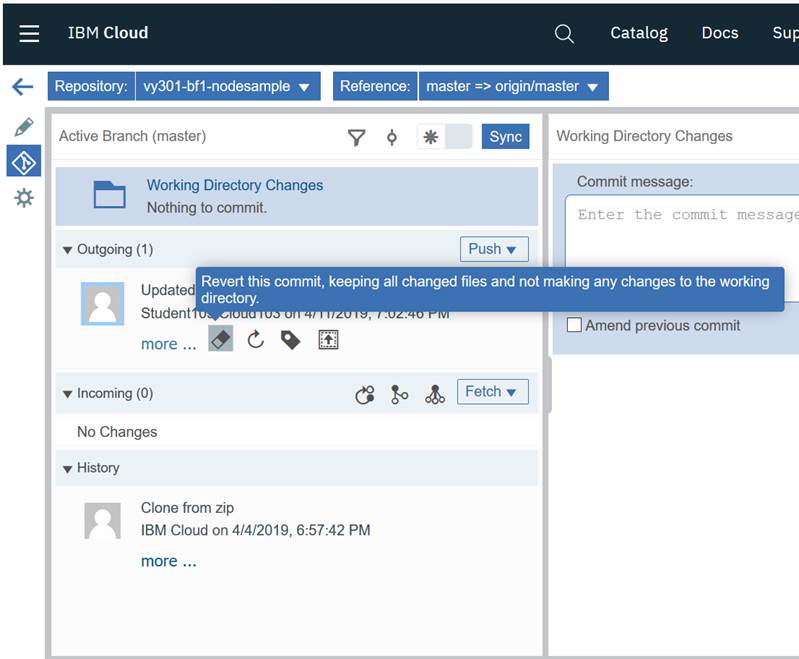 IBM Cloud
Catalog
Docs
Sup
Repository:
vy301-bf1-nodesample
Reference:
master => origin/master
Active Branch (master)
Sync
Working Directory Changes
Nothing to commit.
Outgoing (1)
Push
Updated
Revert this commit, keeping all changed files and not making any changes to the working
directory.
on 4/11/2019, 7:02:46 PM
more ...
Incoming (0)
Fetch
No Changes
History
Clone from zip
IBM Cloud on 4/4/2019, 6:57:42 PM
more ...
Working Directory Changes
Commit message:
Enter the commit message
Amend previous commit